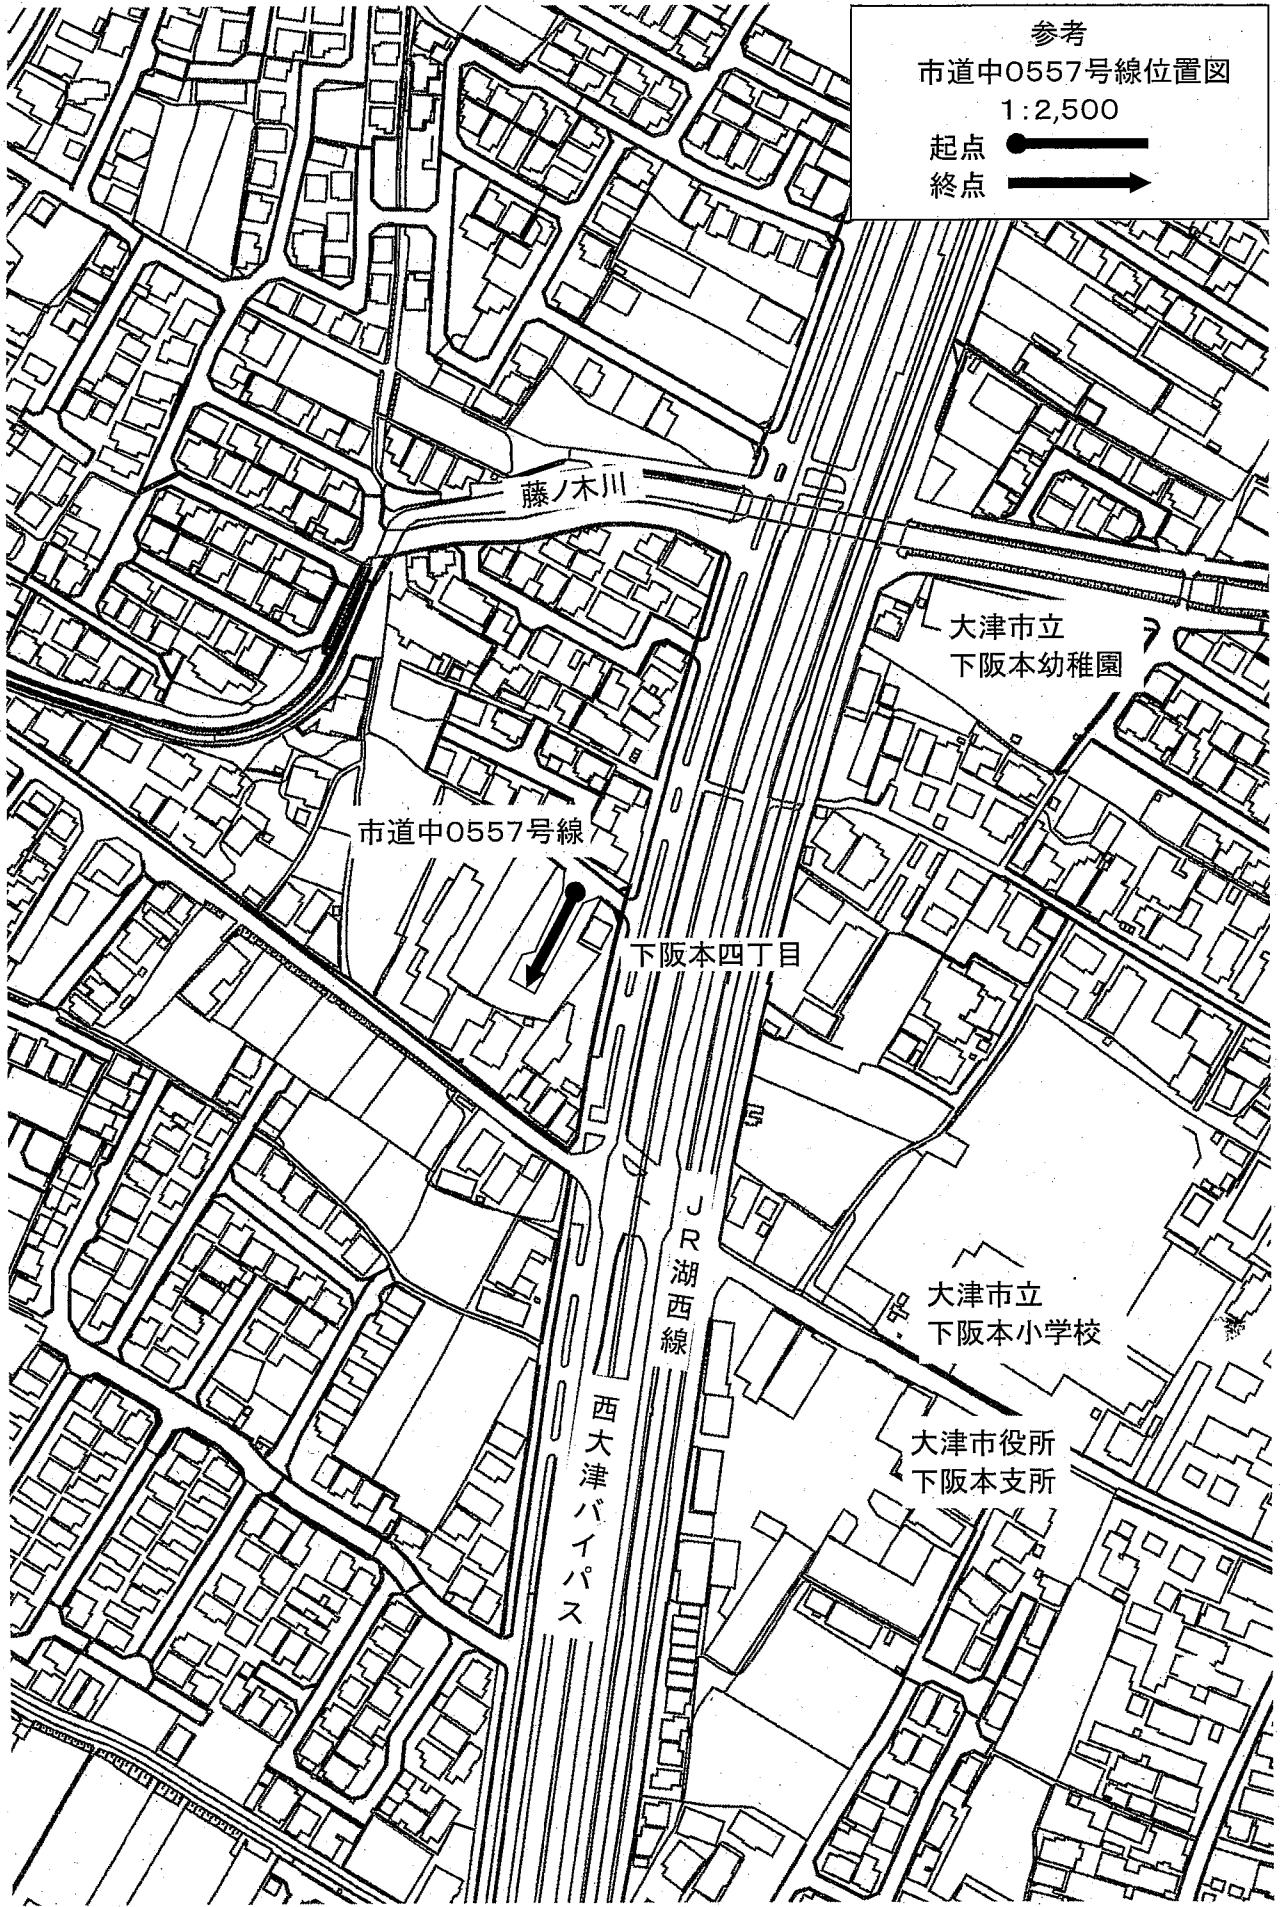 参考
市道中0557号線位置図
1:2,500
起点
終点
藤ノ木川
大津市立
下阪本幼稚園
市道中0557号線
下阪本四丁目
JR湖西線
大津市立
下阪本小学校
西大津バイパス
大津市役所
下阪本支所